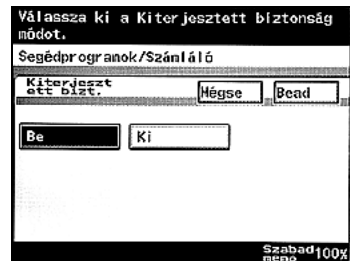 Válassza ki a Kiterjesztett biztonság
módot.
Segédprogramok/Számláló
Kiterjeszt
ett bizt.
Mégse
Bead
Be
Ki
Szabad
memó 100%